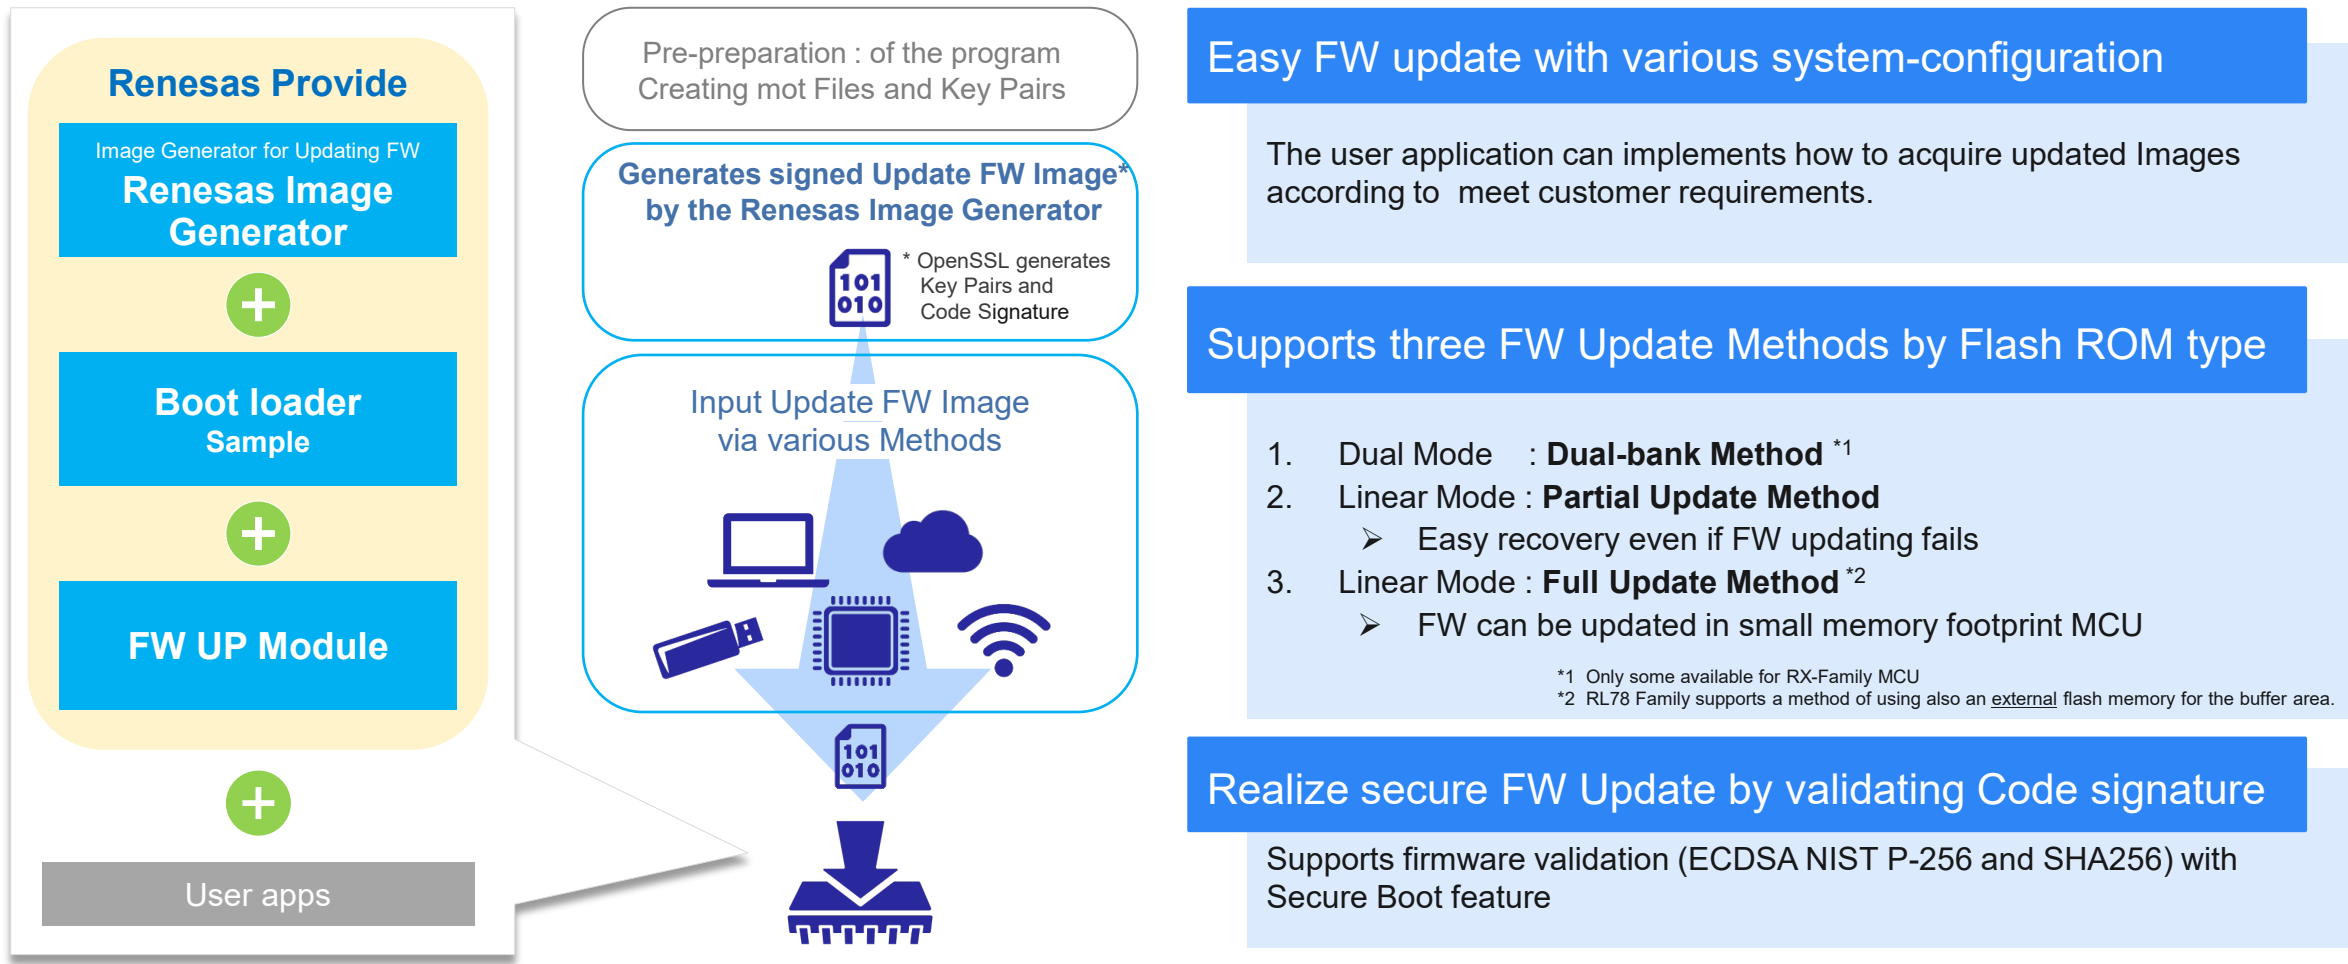 Renesas Provide
Image Generator for Updating FW
Renesas Image
Generator
Boot loader
Sample
FW UP Module
User apps
Pre-preparation : of the program
Creating mot Files and Key Pairs
Generates signed Update FW Image*
by the Renesas Image Generator
101
010
* OpenSSL generates
Key Pairs and
Code Signature
Input Update FW Image
via various Methods
101
010
Easy FW update with various system-configuration
The user application can implements how to acquire updated Images
according to meet customer requirements.
Supports three FW Update Methods by Flash ROM type
1. Dual Mode : Dual-bank Method *1
2. Linear Mode : Partial Update Method
➢ Easy recovery even if FW updating fails
3. Linear Mode : Full Update Method *2
➢ FW can be updated in small memory footprint MCU
*1 Only some available for RX-Family MCU
*2 RL78 Family supports a method of using also an external flash memory for the buffer area.
Realize secure FW Update by validating Code signature
Supports firmware validation (ECDSA NIST P-256 and SHA256) with
Secure Boot feature